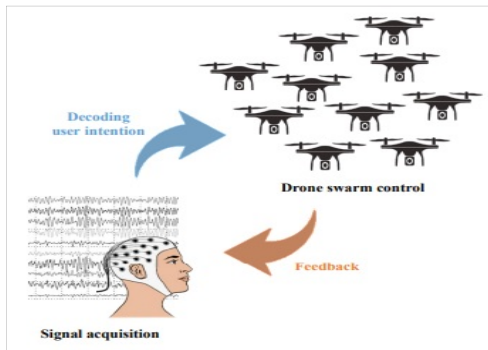 Decoding
user intention
Drone swarm control
Feedback
Signal acquisition